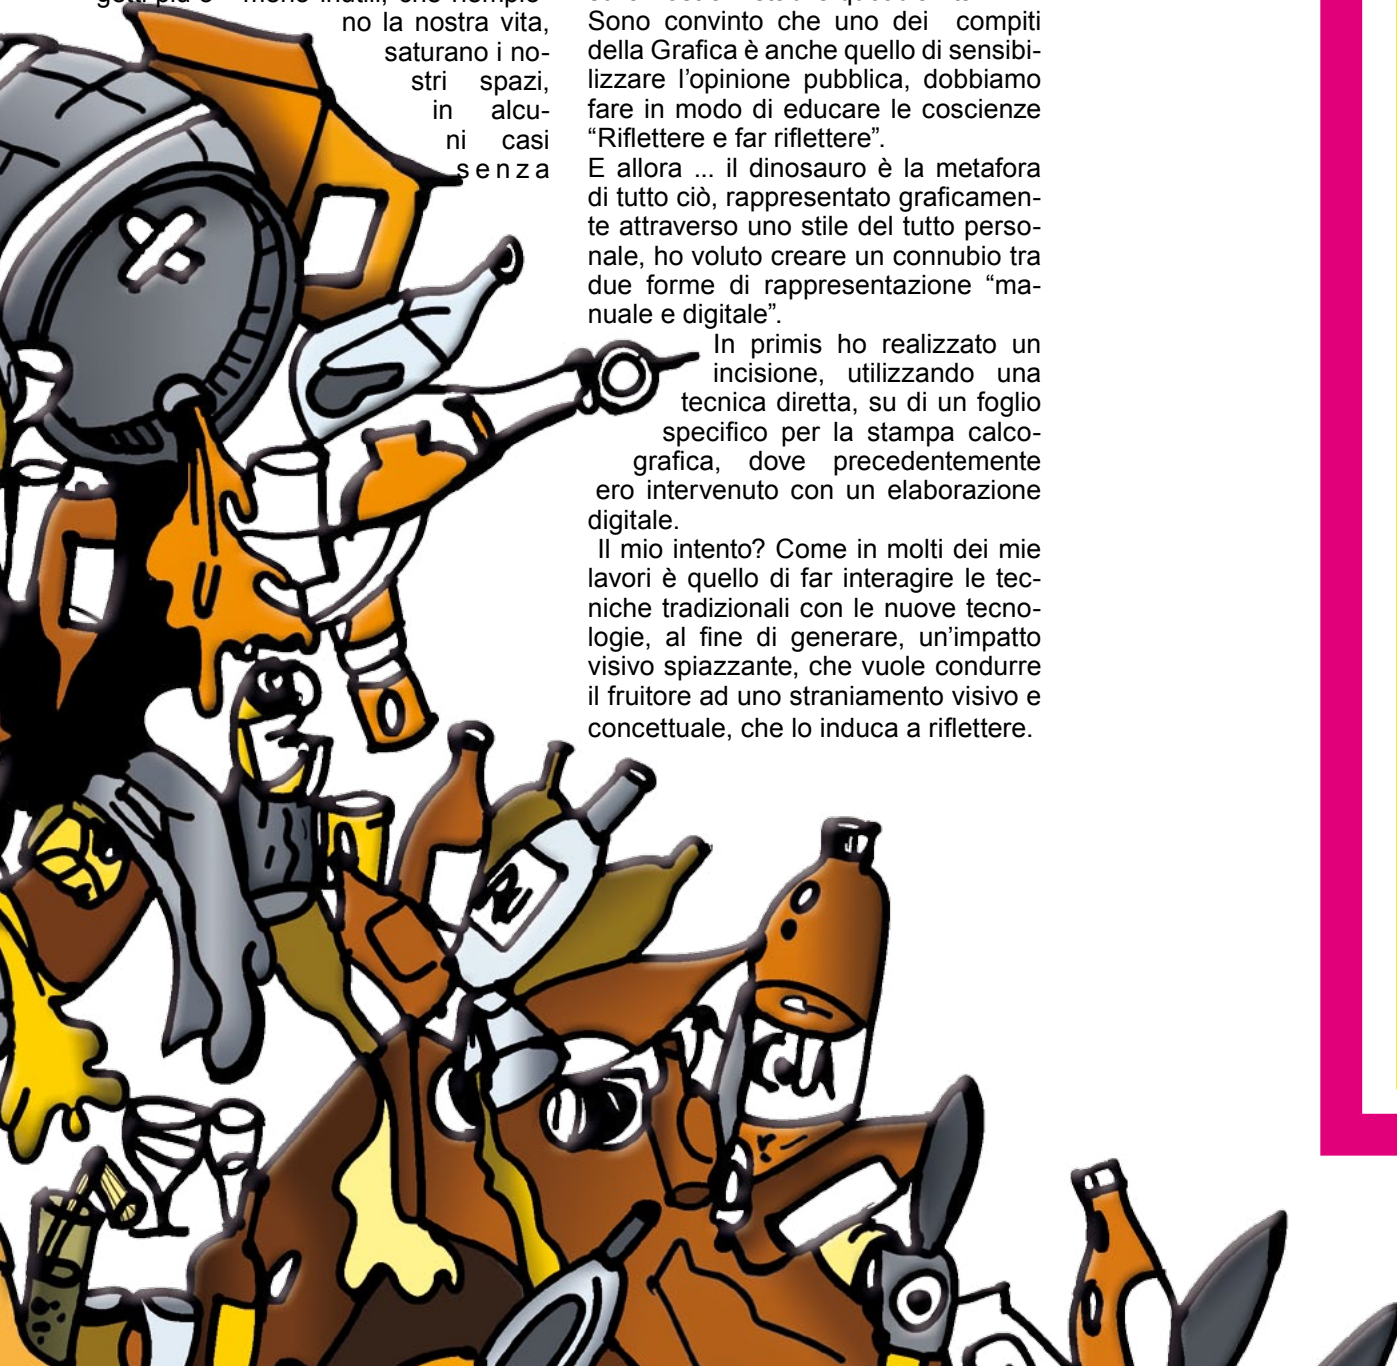 no la nostra vita,
saturano i no-
stri spazi,
in alcu-
ni casi
senza
Sono convinto che uno dei compiti
della Grafica è anche quello di sensibi-
lizzare l’opinione pubblica, dobbiamo
fare in modo di educare le coscienze
“Riflettere e far riflettere”.
E allora ... il dinosauro è la metafora
di tutto ciò, rappresentato graficamen-
te attraverso uno stile del tutto perso-
nale, ho voluto creare un connubio tra
due forme di rappresentazione “ma-
nuale e digitale”.
In primis ho realizzato un
incisione, utilizzando una
tecnica diretta, su di un foglio
specifico per la stampa calco-
grafica, dove precedentemente
ero intervenuto con un elaborazione
digitale.
Il mio intento? Come in molti dei mie
lavori è quello di far interagire le tec-
niche tradizionali con le nuove tecno-
logie, al fine di generare, un’impatto
visivo spiazzante, che vuole condurre
il fruitore ad uno straniamento visivo e
concettuale, che lo induca a riflettere.